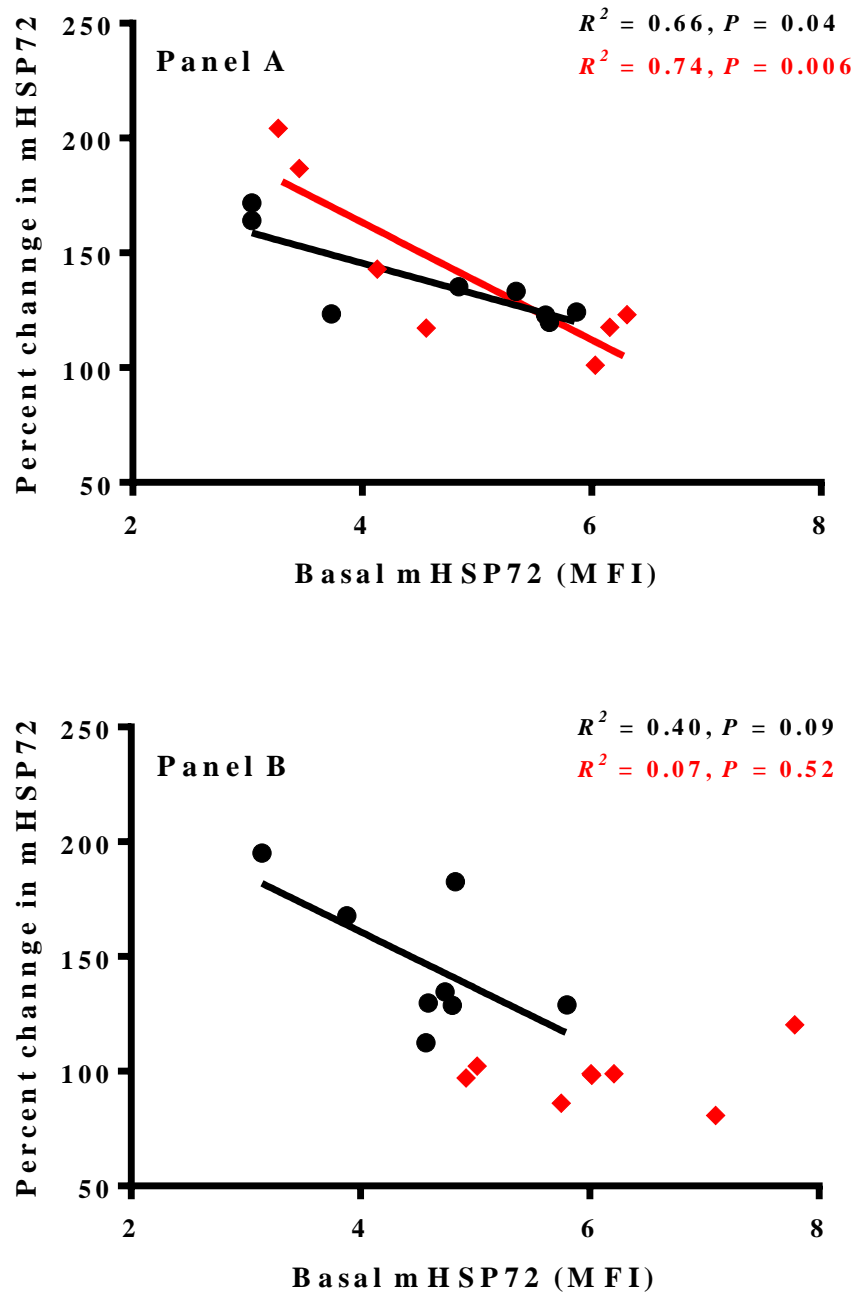 R² = 0.66, P = 0.04
R² = 0.74, P = 0.006
Panel A
250
200
150
100
50
Percent channge in mHSP72
2 4 6 8
Basal mHSP72 (MFI)
R² = 0.40, P = 0.09
R² = 0.07, P = 0.52
Panel B
250
200
150
100
50
Percent channge in mHSP72
2 4 6 8
Basal mHSP72 (MFI)